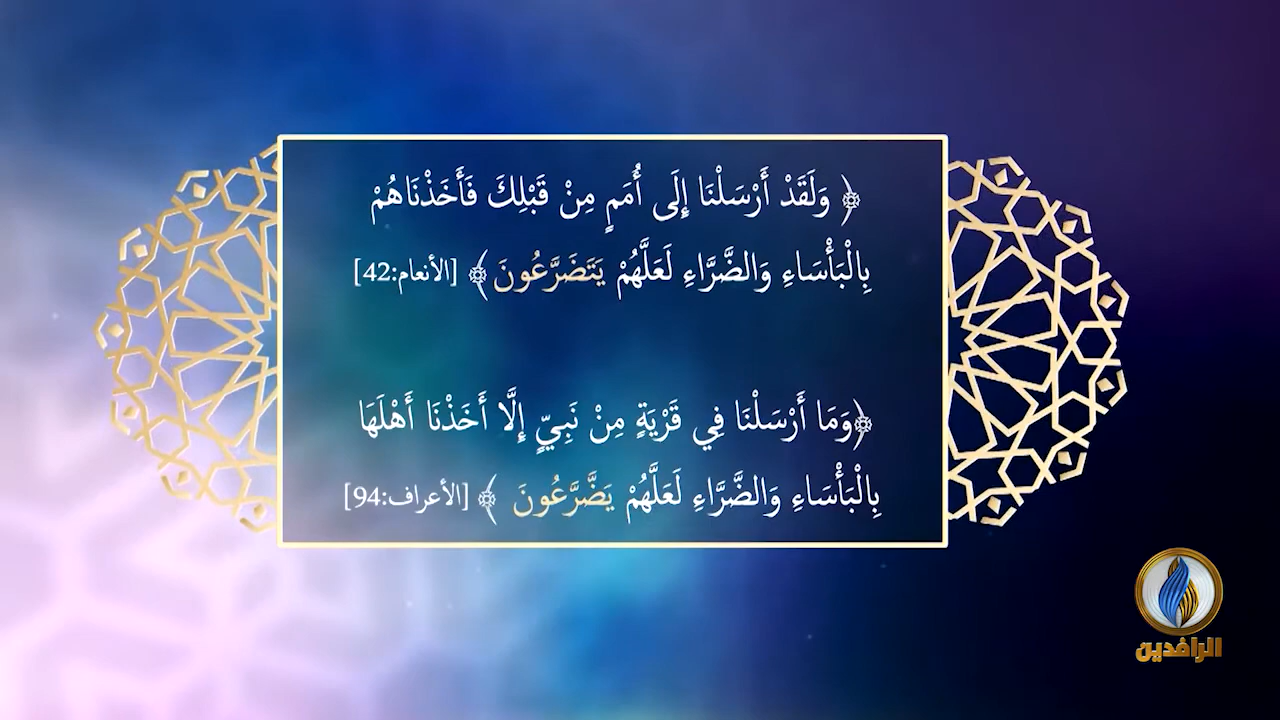 ﴿ وَلَقَدْ أَرْسَلْنَا إِلَى أُمَمٍ مِنْ قَبْلِكَ فَأَخَذْنَاهُمْ
بِالْبَأْسَاءِ وَالضَّرَّاءِ لَعَلَّهُمْ يَتَضَرَّعُونَ ﴾ [الأنعام:42]
﴿وَمَا أَرْسَلْنَا فِي قَرْيَةٍ مِنْ نَبِيٍّ إِلَّا أَخَذْنَا أَهْلَهَا
بِالْبَأْسَاءِ وَالضَّرَّاءِ لَعَلَّهُمْ يَضَّرَّعُونَ ﴾ [الأعراف:94]
الرافدين